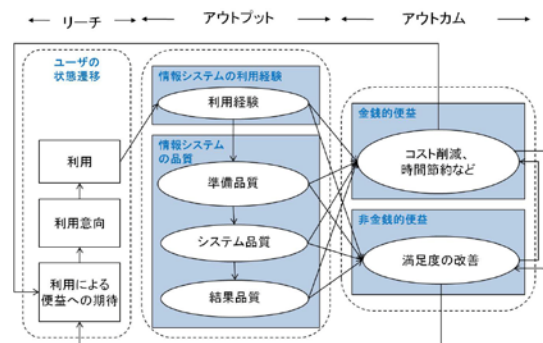 リーチ
アウトプット
アウトカム
ユーザの
状態遷移
利用
利用意向
利用による
便益への期待
情報システムの利用経験
利用経験
情報システム
の品質
準備品質
システム品質
結果品質
金銭的便益
コスト削減、
時間節約など
非金銭的便益
満足度の改善